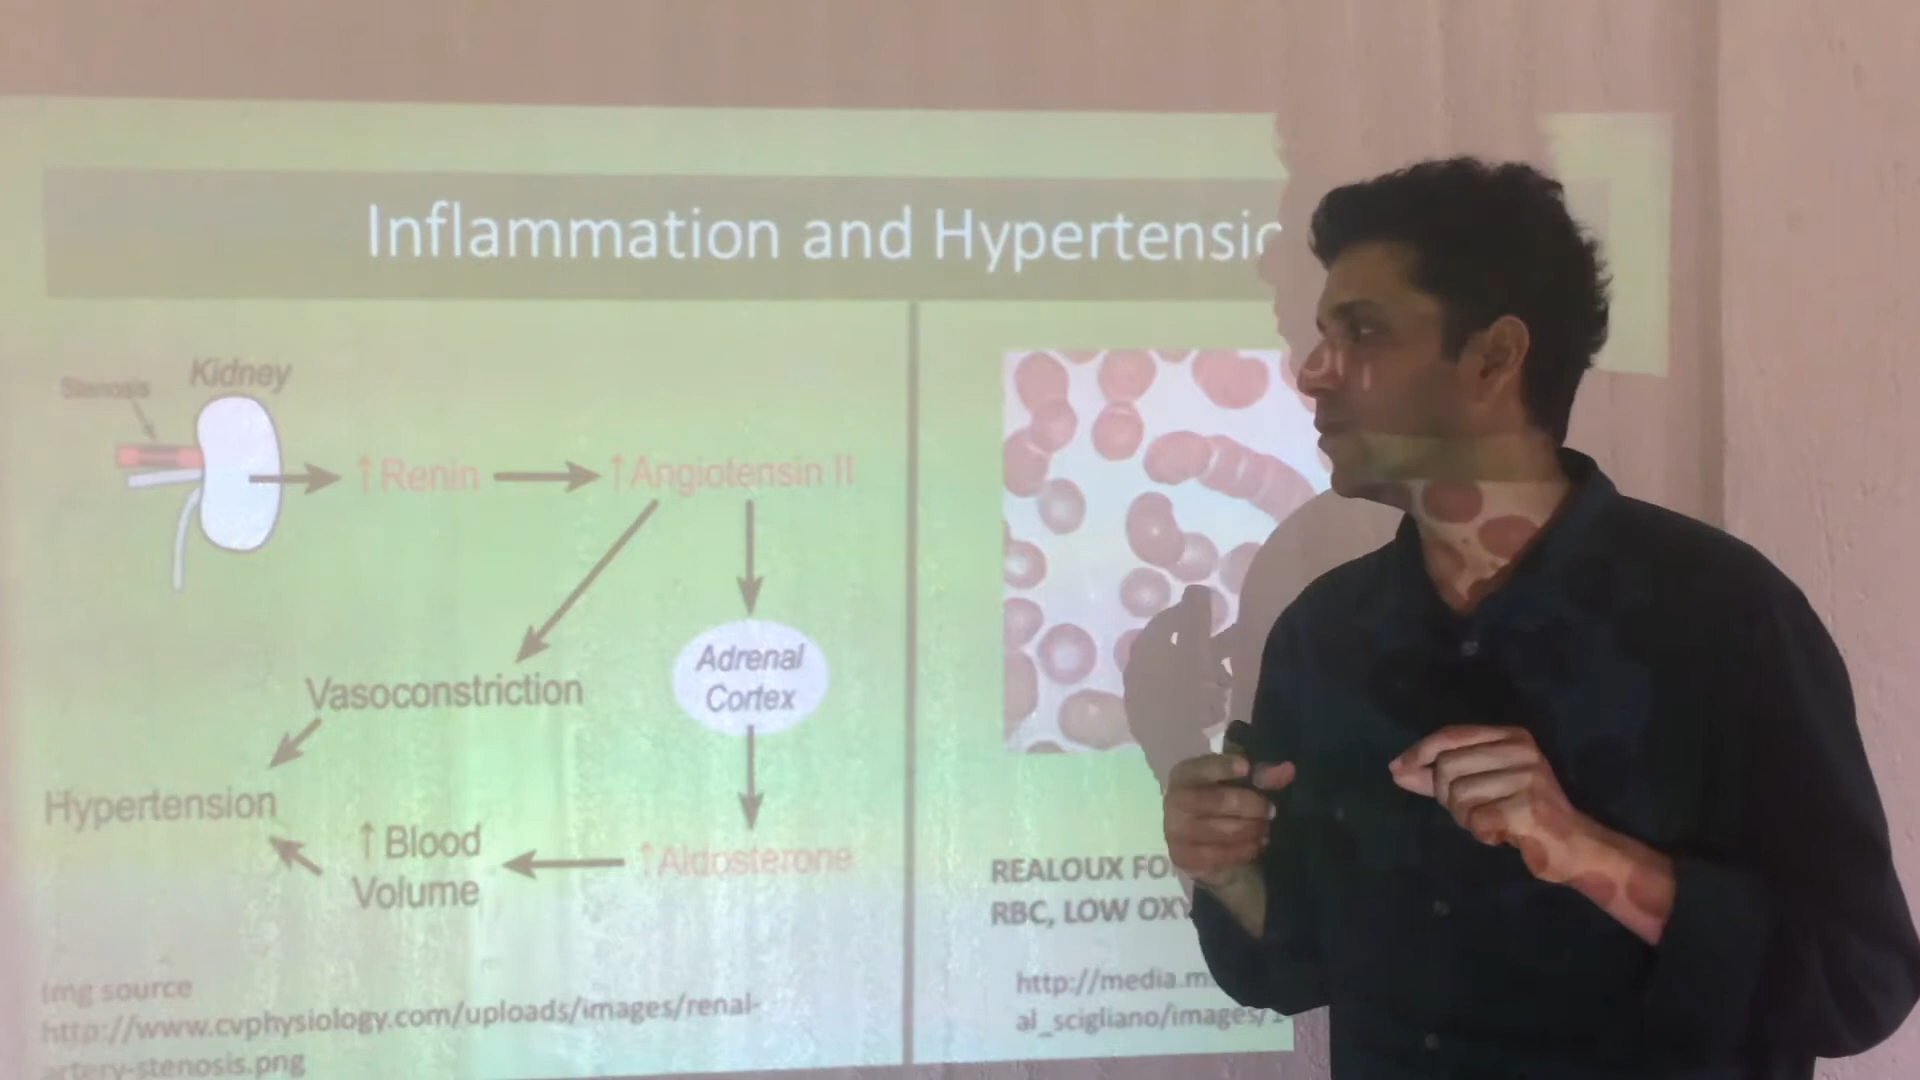 Inflammation and Hypertensio
Kidney
Stenosis
↑ Renin
↑ Angiotensin II
Adrenal
Cortex
Vasoconstriction
Hypertension
↑ Blood
Volume
↑ Aldosterone
Img source
http://www.cvphysiology.com/uploads/images/renal-
artery-stenosis.png
REALOUX FO
RBC, LOW OXY
http://media.m
al_scigliano/images/1